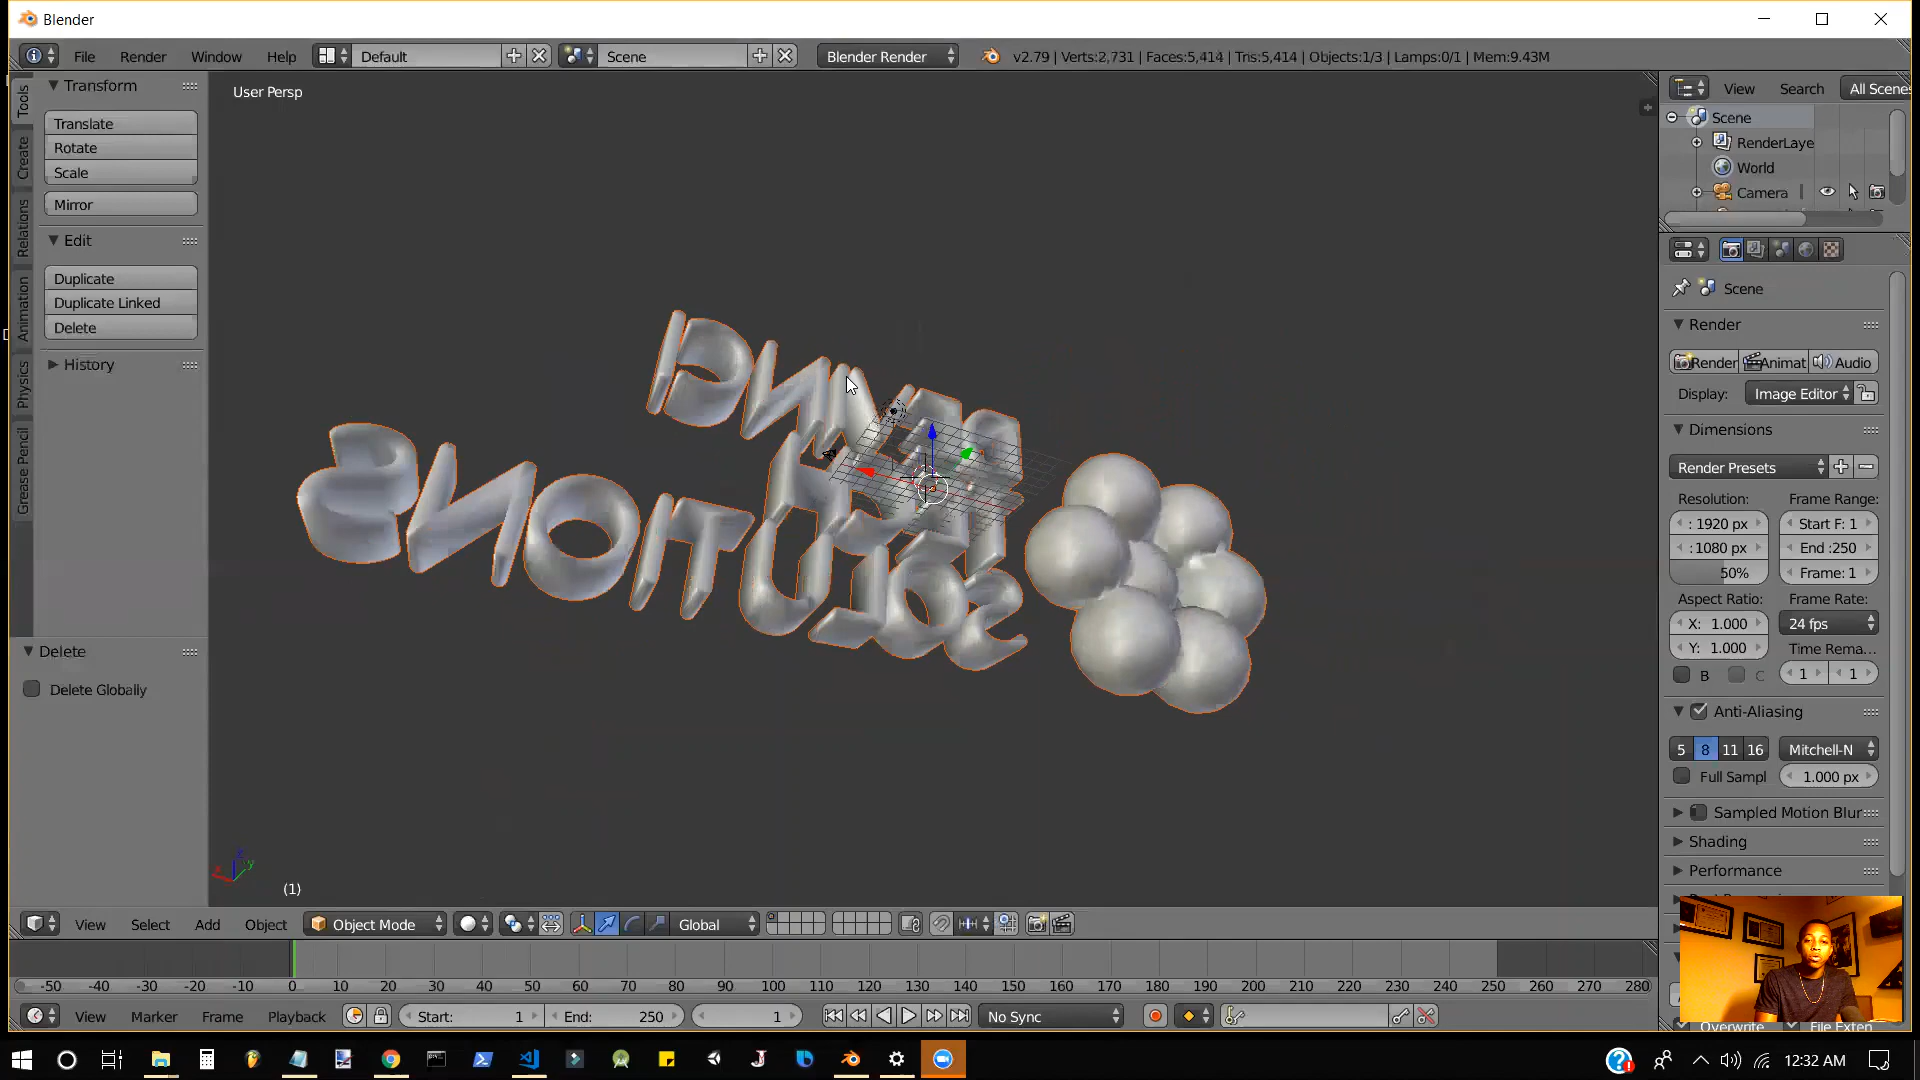 Blender
File Render Window Help Default Scene Blender Render v2.79 | Verts:2,731 | Faces:5,414 | Tris:5,414 | Objects:1/3 | Lamps:0/1 | Mem:9.43M
Tools
Create
Relations
Animation
Physics
Grease Pencil
Transform
Translate
Rotate
Scale
Mirror
Edit
Duplicate
Duplicate Linked
Delete
History
Delete
Delete Globally
User Persp
SOLUTIONS
(1)
View Search All Scenes
Scene
RenderLaye
World
Camera
Scene
Render
Render Animat Audio
Display: Image Editor
Dimensions
Render Presets
Resolution: Frame Range:
: 1920 px Start F: 1
: 1080 px End :250
50% Frame: 1
Aspect Ratio: Frame Rate:
X: 1.000 24 fps
Y: 1.000 Time Rema...
B C 1 1
Anti-Aliasing
5 8 11 16 Mitchell-N
Full Sampl 1.000 px
Sampled Motion Blur
Shading
Performance
Overwrite File Exten
View Select Add Object Object Mode Global
-50 -40 -30 -20 -10 0 10 20 30 40 50 60 70 80 90 100 110 120 130 140 150 160 170 180 190 200 210 220 230 240 250 260 270 280
View Marker Frame Playback Start: 1 End: 250 1 No Sync
12:32 AM